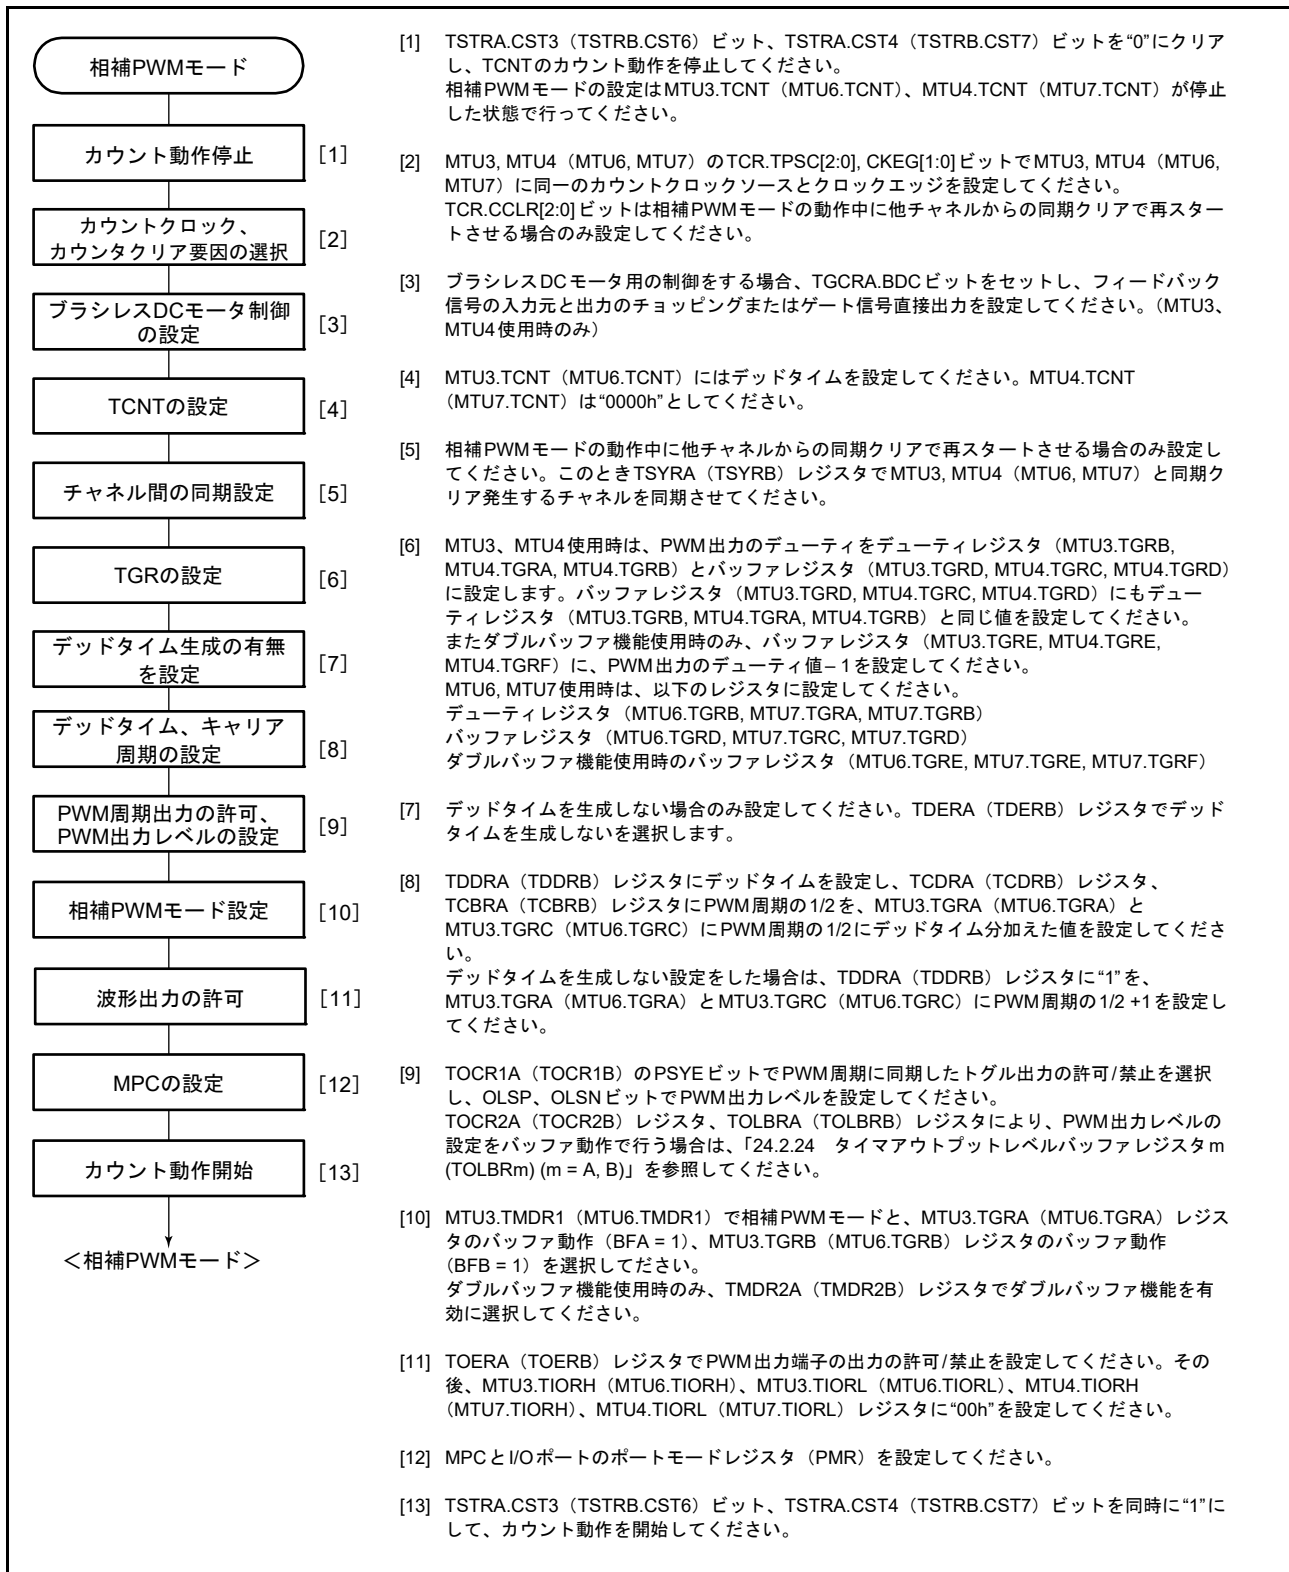 相補PWMモード
カウント動作停止 [1]
カウントクロック、
カウンタクリア要因の選択 [2]
ブラシレスDCモータ制御
の設定 [3]
TCNTの設定 [4]
チャネル間の同期設定 [5]
TGRの設定 [6]
デッドタイム生成の有無
を設定 [7]
デッドタイム、キャリア
周期の設定 [8]
PWM周期出力の許可、
PWM出力レベルの設定 [9]
相補PWMモード設定 [10]
波形出力の許可 [11]
MPCの設定 [12]
カウント動作開始 [13]
＜相補PWMモード＞
[1] TSTRA.CST3（TSTRB.CST6）ビット、TSTRA.CST4（TSTRB.CST7）ビットを“0”にクリア
し、TCNTのカウント動作を停止してください。
相補PWMモードの設定はMTU3.TCNT（MTU6.TCNT）、MTU4.TCNT（MTU7.TCNT）が停止
した状態で行ってください。
[2] MTU3, MTU4（MTU6, MTU7）のTCR.TPSC[2:0], CKEG[1:0]ビットでMTU3, MTU4（MTU6,
MTU7）に同一のカウントクロックソースとクロックエッジを設定してください。
TCR.CCLR[2:0]ビットは相補PWMモードの動作中に他チャネルからの同期クリアで再スター
トさせる場合のみ設定してください。
[3] ブラシレスDCモータ用の制御をする場合、TGCRA.BDCビットをセットし、フィードバック
信号の入力元と出力のチョッピングまたはゲート信号直接出力を設定してください。（MTU3、
MTU4使用時のみ）
[4] MTU3.TCNT（MTU6.TCNT）にはデッドタイムを設定してください。MTU4.TCNT
（MTU7.TCNT）は“0000h”としてください。
[5] 相補PWMモードの動作中に他チャネルからの同期クリアで再スタートさせる場合のみ設定し
てください。このときTSYRA（TSYRB）レジスタでMTU3, MTU4（MTU6, MTU7）と同期ク
リア発生するチャネルを同期させてください。
[6] MTU3、MTU4使用時は、PWM出力のデューティをデューティレジスタ（MTU3.TGRB,
MTU4.TGRA, MTU4.TGRB）とバッファレジスタ（MTU3.TGRD, MTU4.TGRC, MTU4.TGRD）
に設定します。バッファレジスタ（MTU3.TGRD, MTU4.TGRC, MTU4.TGRD）にもデュー
ティレジスタ（MTU3.TGRB, MTU4.TGRA, MTU4.TGRB）と同じ値を設定してください。
またダブルバッファ機能使用時のみ、バッファレジスタ（MTU3.TGRE, MTU4.TGRE,
MTU4.TGRF）に、PWM出力のデューティ値– 1を設定してください。
MTU6, MTU7使用時は、以下のレジスタに設定してください。
デューティレジスタ（MTU6.TGRB, MTU7.TGRA, MTU7.TGRB）
バッファレジスタ（MTU6.TGRD, MTU7.TGRC, MTU7.TGRD）
ダブルバッファ機能使用時のバッファレジスタ（MTU6.TGRE, MTU7.TGRE, MTU7.TGRF）
[7] デッドタイムを生成しない場合のみ設定してください。TDERA（TDERB）レジスタでデッド
タイムを生成しないを選択します。
[8] TDDRA（TDDRB）レジスタにデッドタイムを設定し、TCDRA（TCDRB）レジスタ、
TCBRA（TCBRB）レジスタにPWM周期の1/2を、MTU3.TGRA（MTU6.TGRA）と
MTU3.TGRC（MTU6.TGRC）にPWM周期の1/2にデッドタイム分加えた値を設定してくださ
い。
デッドタイムを生成しない設定をした場合は、TDDRA（TDDRB）レジスタに“1”を、
MTU3.TGRA（MTU6.TGRA）とMTU3.TGRC（MTU6.TGRC）にPWM周期の1/2 +1を設定し
てください。
[9] TOCR1A（TOCR1B）のPSYEビットでPWM周期に同期したトグル出力の許可/禁止を選択
し、OLSP、OLSNビットでPWM出力レベルを設定してください。
TOCR2A（TOCR2B）レジスタ、TOLBRA（TOLBRB）レジスタにより、PWM出力レベルの
設定をバッファ動作で行う場合は、「24.2.24 タイマアウトプットレベルバッファレジスタm
(TOLBRm) (m = A, B)」を参照してください。
[10] MTU3.TMDR1（MTU6.TMDR1）で相補PWMモードと、MTU3.TGRA（MTU6.TGRA）レジス
タのバッファ動作（BFA = 1）、MTU3.TGRB（MTU6.TGRB）レジスタのバッファ動作
（BFB = 1）を選択してださい。
ダブルバッファ機能使用時のみ、TMDR2A（TMDR2B）レジスタでダブルバッファ機能を有
効に選択してください。
[11] TOERA（TOERB）レジスタでPWM出力端子の出力の許可/禁止を設定してください。その
後、MTU3.TIORH（MTU6.TIORH）、MTU3.TIORL（MTU6.TIORL）、MTU4.TIORH
（MTU7.TIORH）、MTU4.TIORL（MTU7.TIORL）レジスタに“00h”を設定してください。
[12] MPCとI/Oポートのポートモードレジスタ（PMR）を設定してください。
[13] TSTRA.CST3（TSTRB.CST6）ビット、TSTRA.CST4（TSTRB.CST7）ビットを同時に“1”に
して、カウント動作を開始してください。